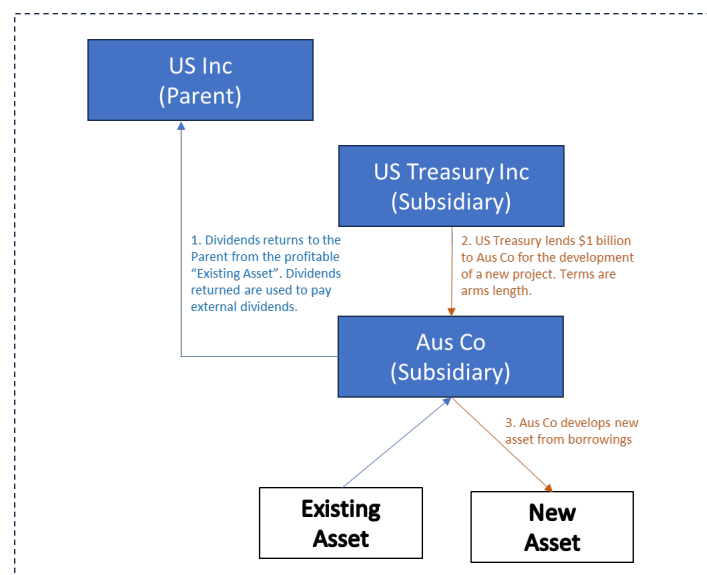 US Inc
(Parent)
US Treasury Inc
(Subsidiary)
1. Dividends returns to the
Parent from the profitable
“Existing Asset”. Dividends
returned are used to pay
external dividends.
2. US Treasury lends $1 billion
to Aus Co for the development
of a new project. Terms are
arms length.
Aus Co
(Subsidiary)
3. Aus Co develops new
asset from borrowings
Existing
Asset
New
Asset